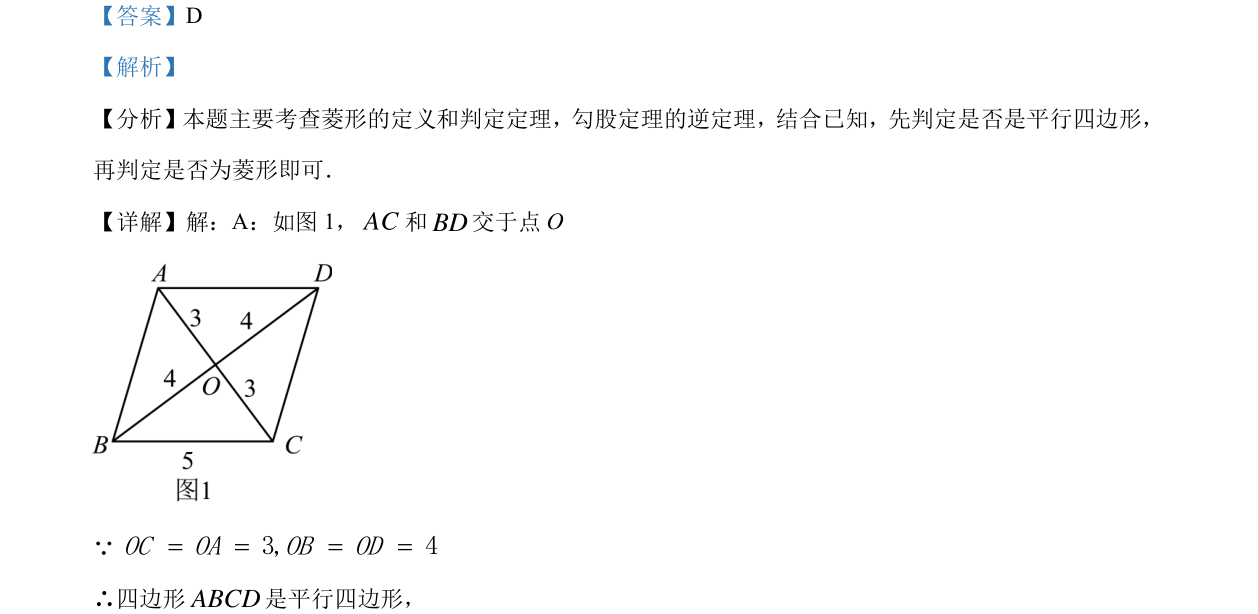 【答案】D
【解析】
【分析】本题主要考查菱形的定义和判定定理，勾股定理的逆定理，结合已知，先判定是否是平行四边形，
再判定是否为菱形即可．
【详解】解：A：如图 1， AC 和 BD 交于点 O
A D
3 4
4 O 3
B C
5
图1
∵ OC = OA = 3, OB = OD = 4
∴四边形 ABCD 是平行四边形，